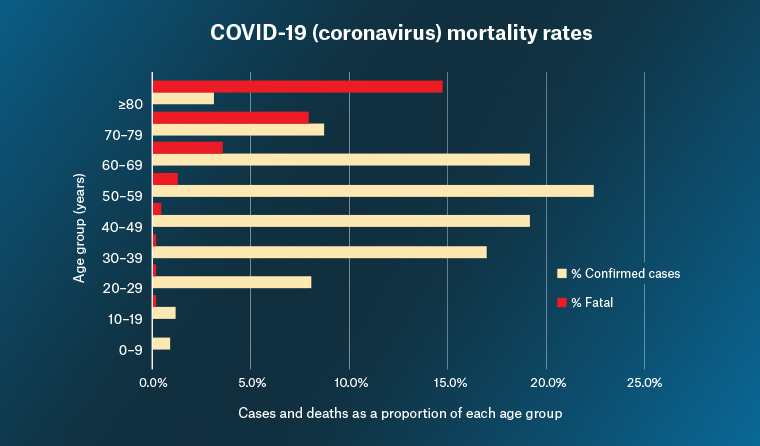 COVID-19 (coronavirus) mortality rates
Age group (years)
≥80
70–79
60–69
50–59
40–49
30–39
20–29
10–19
0–9
% Confirmed cases
% Fatal
0.0% 5.0% 10.0% 15.0% 20.0% 25.0%
Cases and deaths as a proportion of each age group